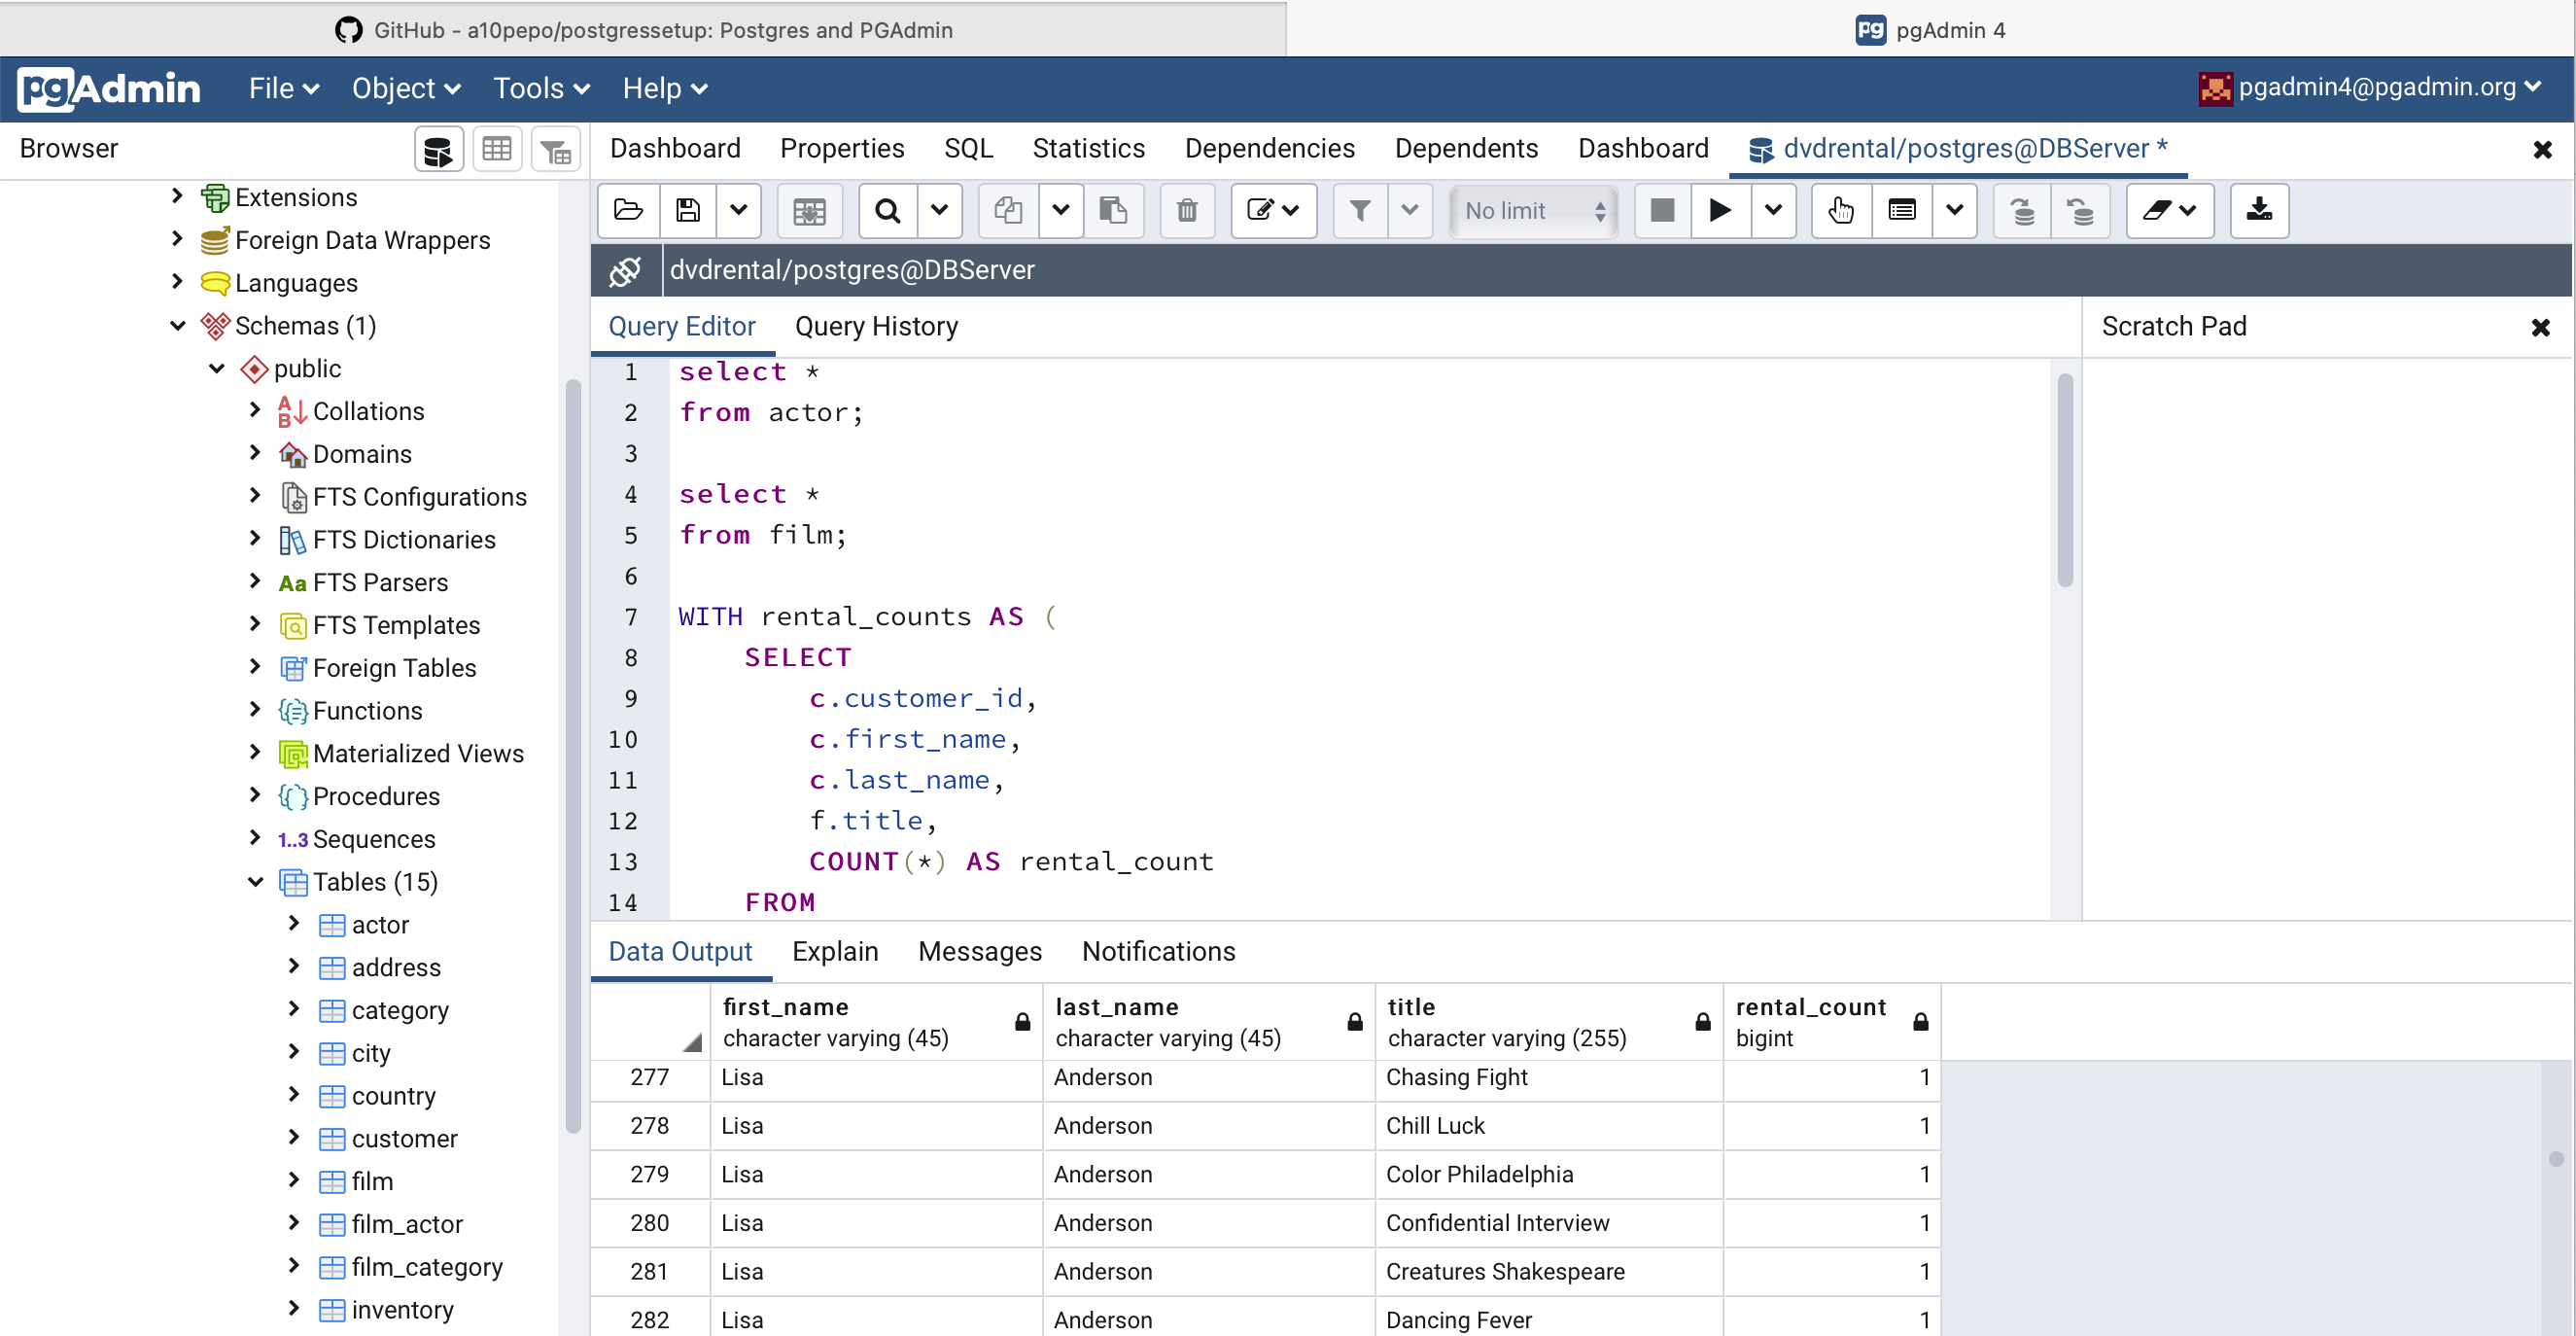 GitHub - a10pepo/postgressetup: Postgres and PGAdmin
pgAdmin 4
pgAdmin File Object Tools Help pgadmin4@pgadmin.org
Browser
Dashboard Properties SQL Statistics Dependencies Dependents Dashboard dvdrental/postgres@DBServer *
No limit
dvdrental/postgres@DBServer
Extensions
Foreign Data Wrappers
Languages
Schemas (1)
public
Collations
Domains
FTS Configurations
FTS Dictionaries
Aa FTS Parsers
FTS Templates
Foreign Tables
Functions
Materialized Views
Procedures
1..3 Sequences
Tables (15)
actor
address
category
city
country
customer
film
film_actor
film_category
inventory
Query Editor Query History
Scratch Pad
1 select *
2 from actor;
3
4 select *
5 from film;
6
7 WITH rental_counts AS (
8 SELECT
9 c.customer_id,
10 c.first_name,
11 c.last_name,
12 f.title,
13 COUNT(*) AS rental_count
14 FROM
Data Output Explain Messages Notifications
first_name last_name title rental_count
character varying (45) character varying (45) character varying (255) bigint
277 Lisa Anderson Chasing Fight 1
278 Lisa Anderson Chill Luck 1
279 Lisa Anderson Color Philadelphia 1
280 Lisa Anderson Confidential Interview 1
281 Lisa Anderson Creatures Shakespeare 1
282 Lisa Anderson Dancing Fever 1